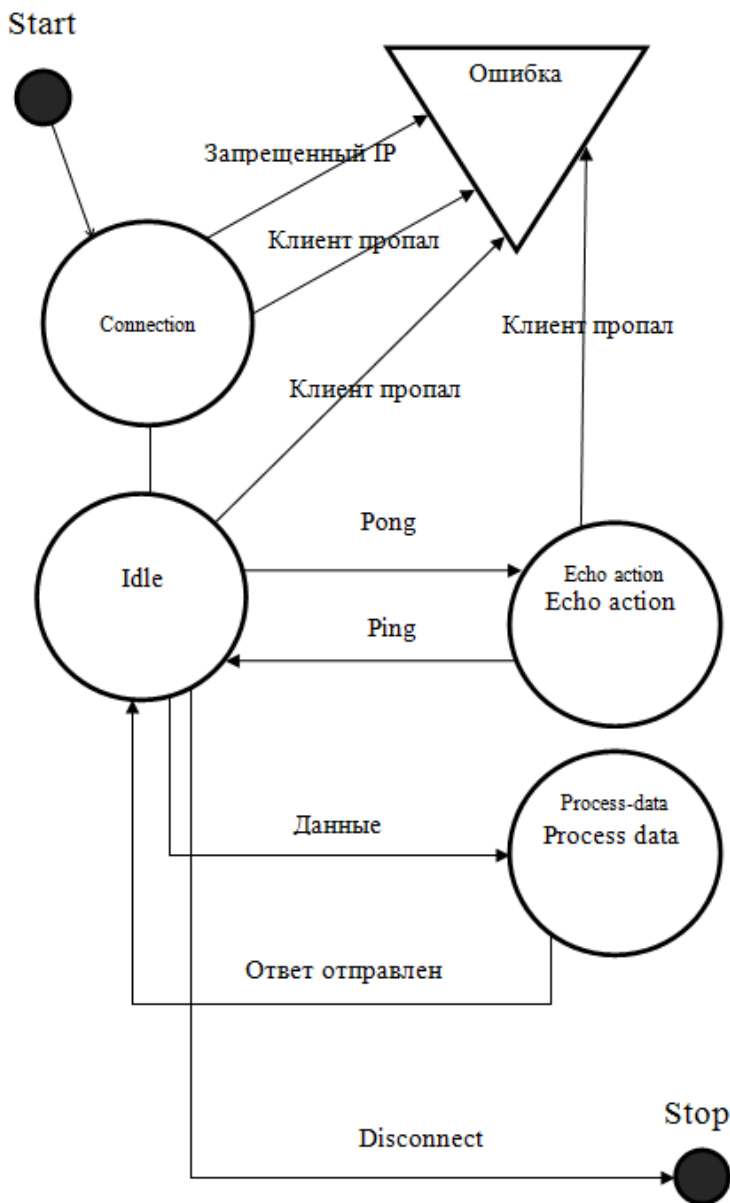 Start
Ошибка
Запрещенный IP
Клиент пропал
Connection
Клиент пропал
Клиент пропал
Pong
Idle
Echo action
Echo action
Ping
Process-data
Данные
Process data
Ответ отправлен
Stop
Disconnect